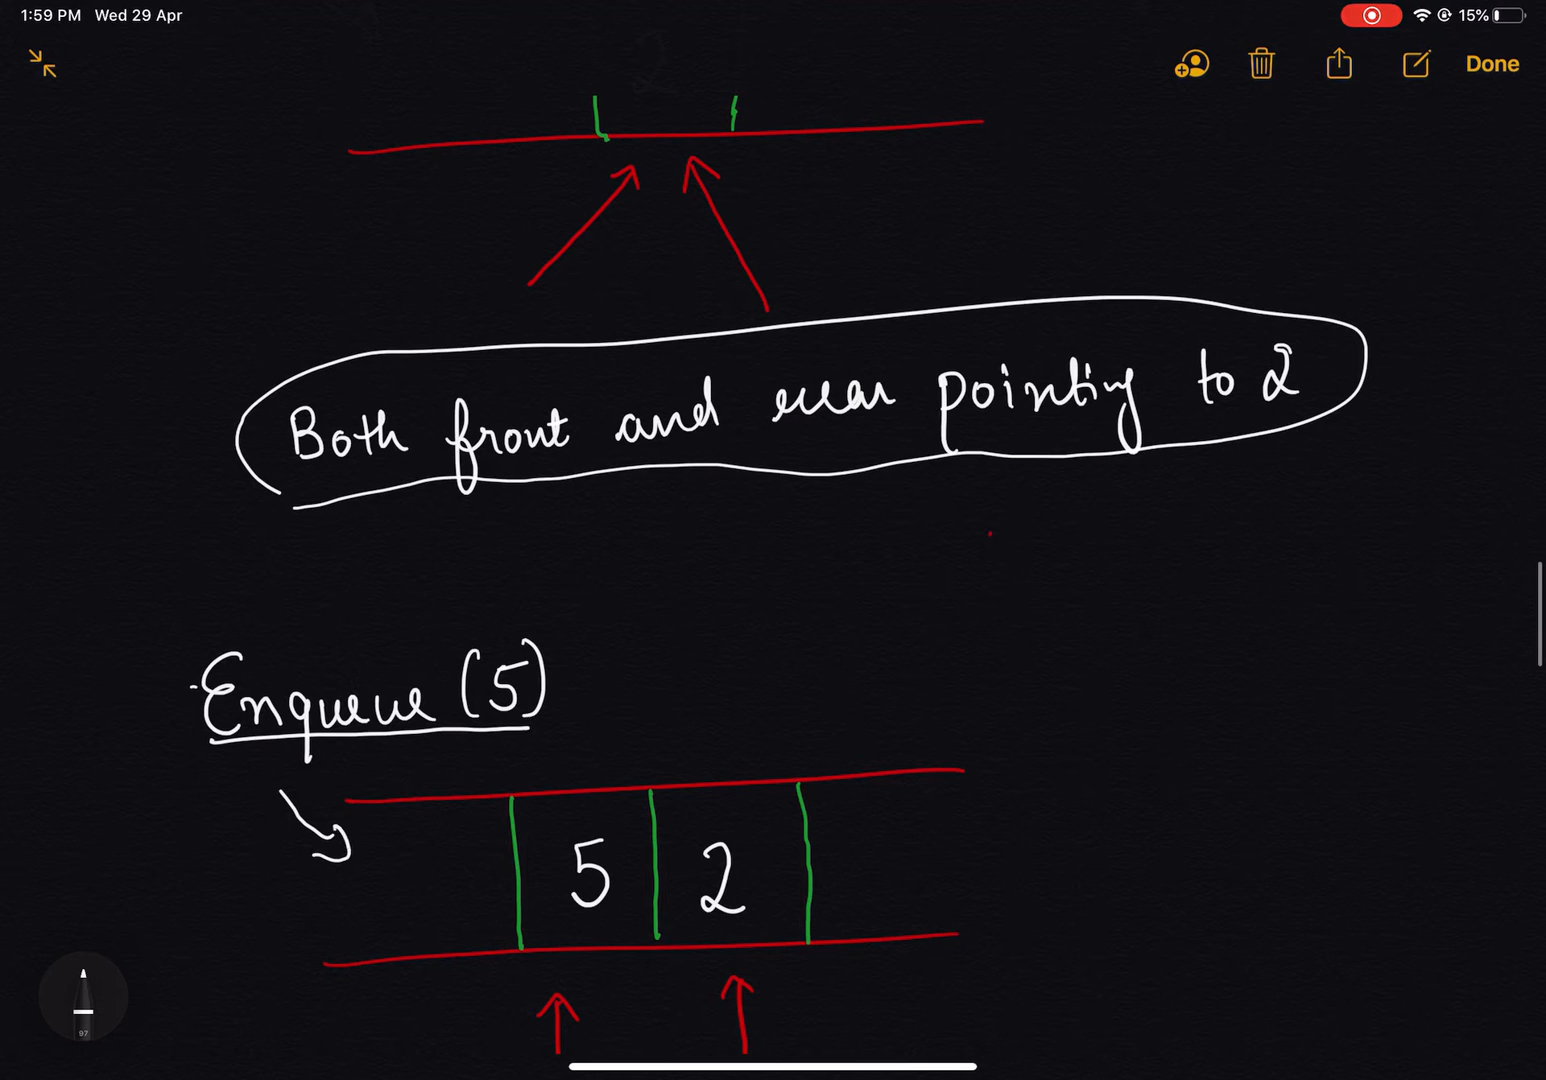 1:59 PM Wed 29 Apr
15%
Done
Both front and rear pointing to 2
Enqueue (5)
5 2
97